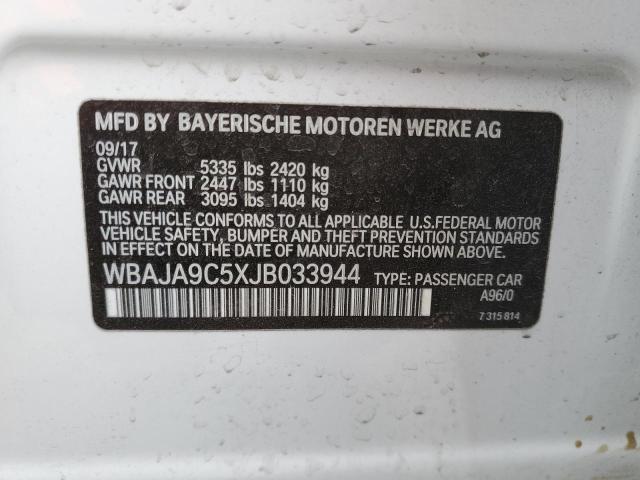 MFD BY BAYERISCHE MOTOREN WERKE AG
09/17
GVWR 5335 lbs 2420 kg
GAWR FRONT 2447 lbs 1110 kg
GAWR REAR 3095 lbs 1404 kg
THIS VEHICLE CONFORMS TO ALL APPLICABLE U.S.FEDERAL MOTOR
VEHICLE SAFETY, BUMPER, AND THEFT PREVENTION STANDARDS
IN EFFECT ON THE DATE OF MANUFACTURE SHOWN ABOVE.
WBAJA9C5XJB033944 TYPE: PASSENGER CAR
A96/0
7 315 814